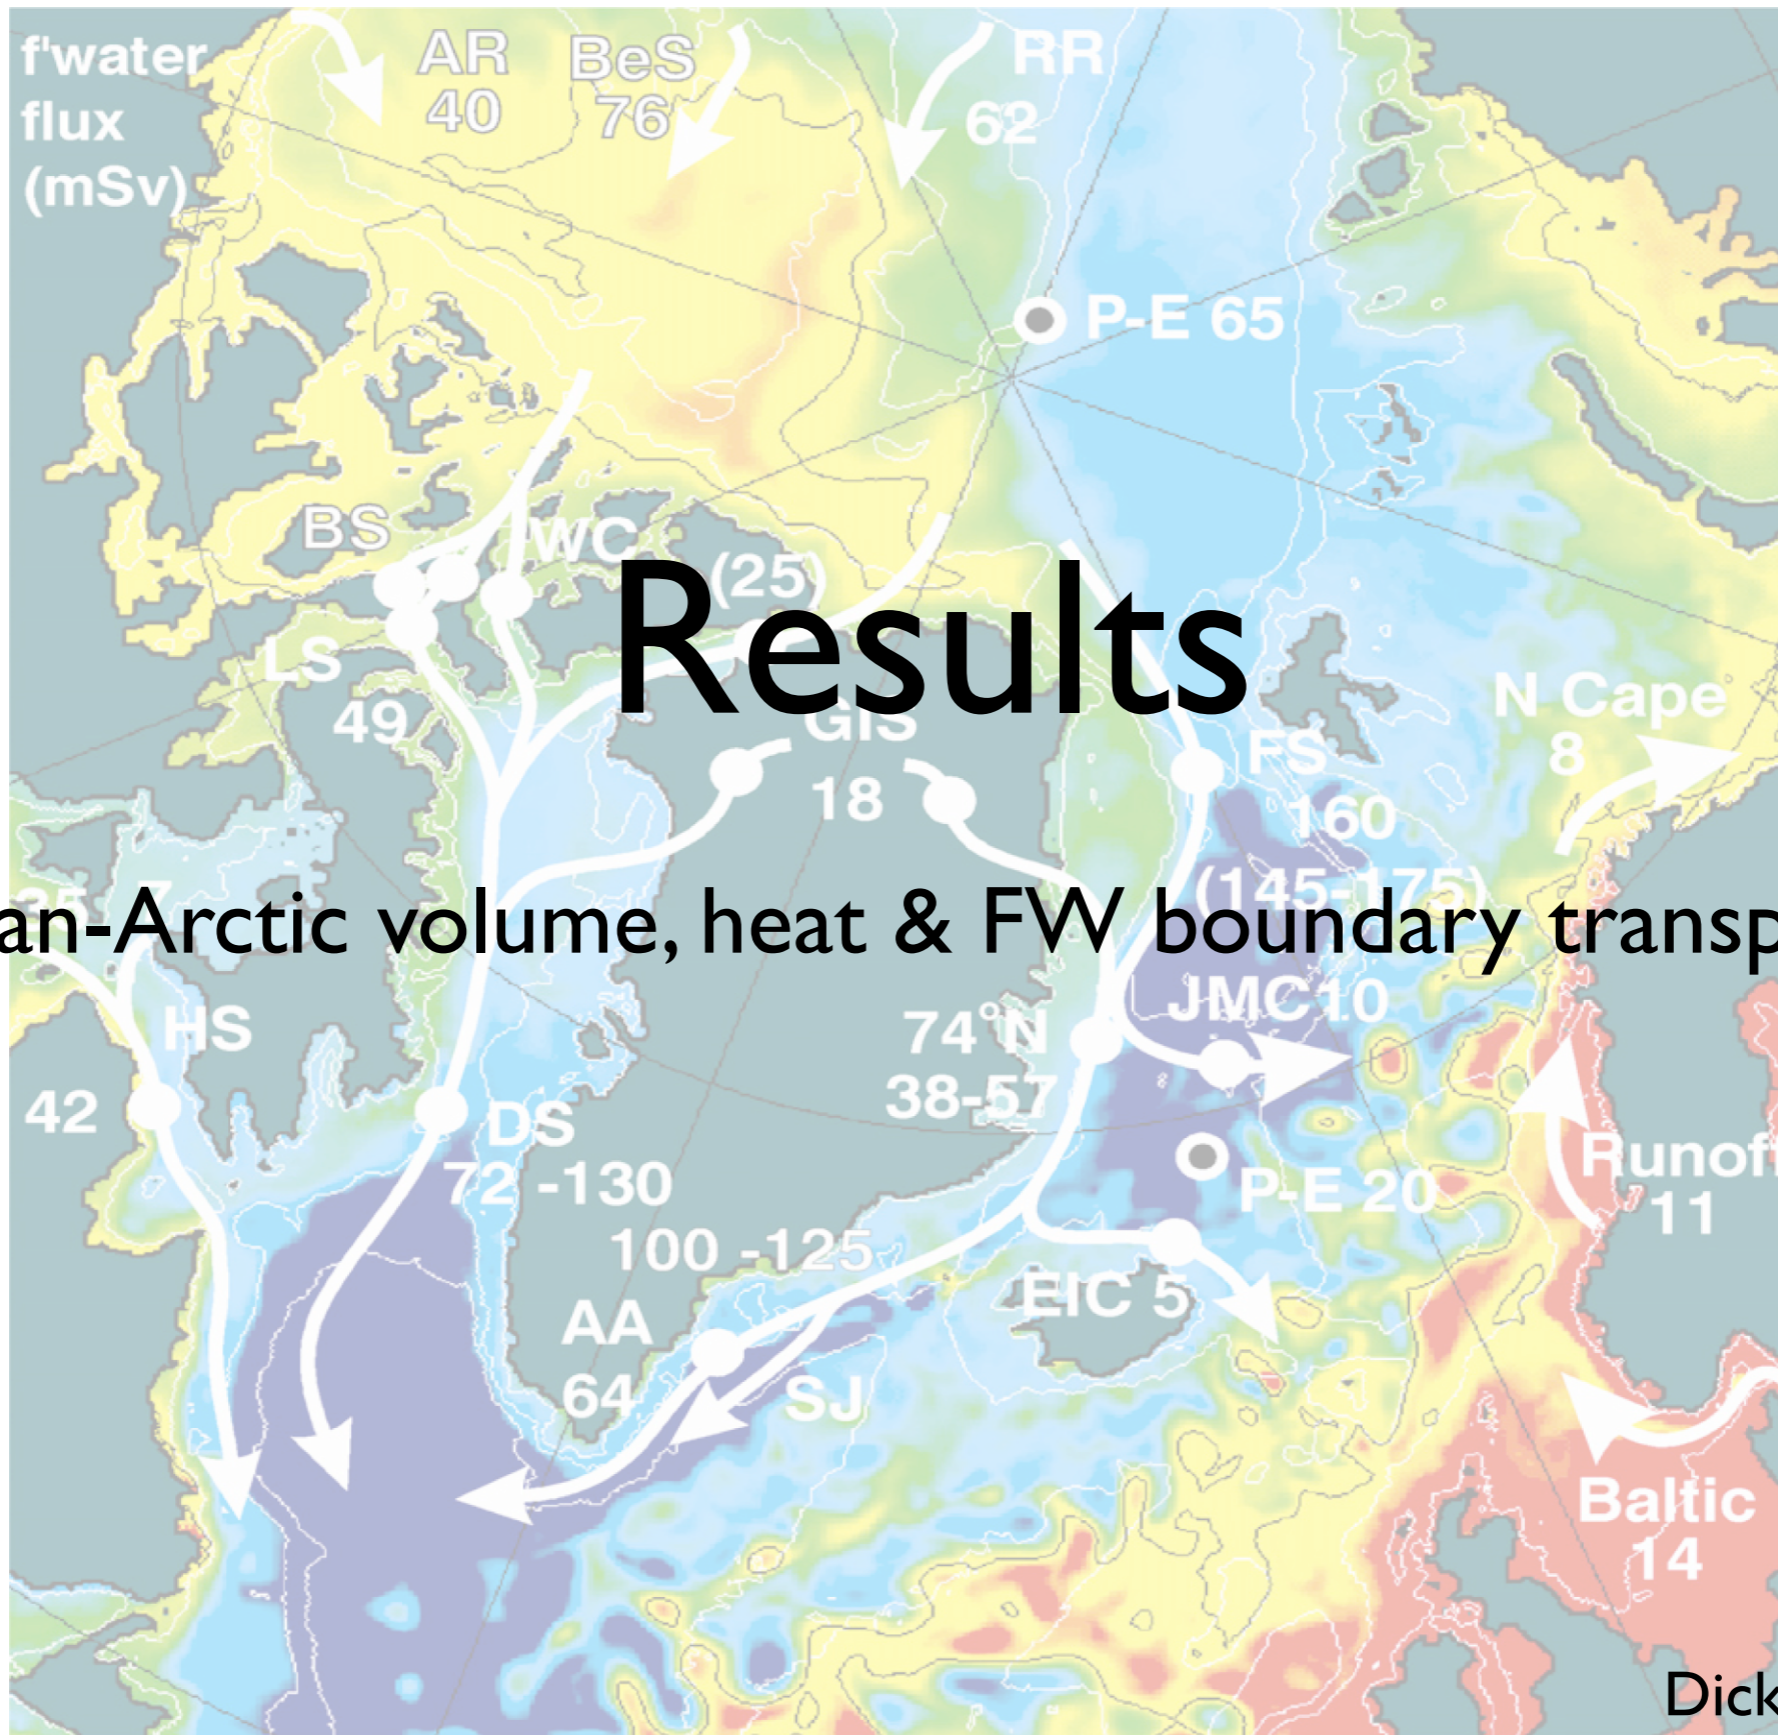 f'water
flux
(mSv)
AR
40
BeS
76
RR
62
P-E 65
BS
WC
(25)
Results
LS
49
GIS
18
FS
160
(145-175)
N Cape
8
an-Arctic volume, heat & FW boundary transp
HS
42
JMC10
74°N
38-57
DS
72 -130
P-E 20
Runoff
11
100 -125
EIC 5
AA
64
SJ
Baltic
14
Dick